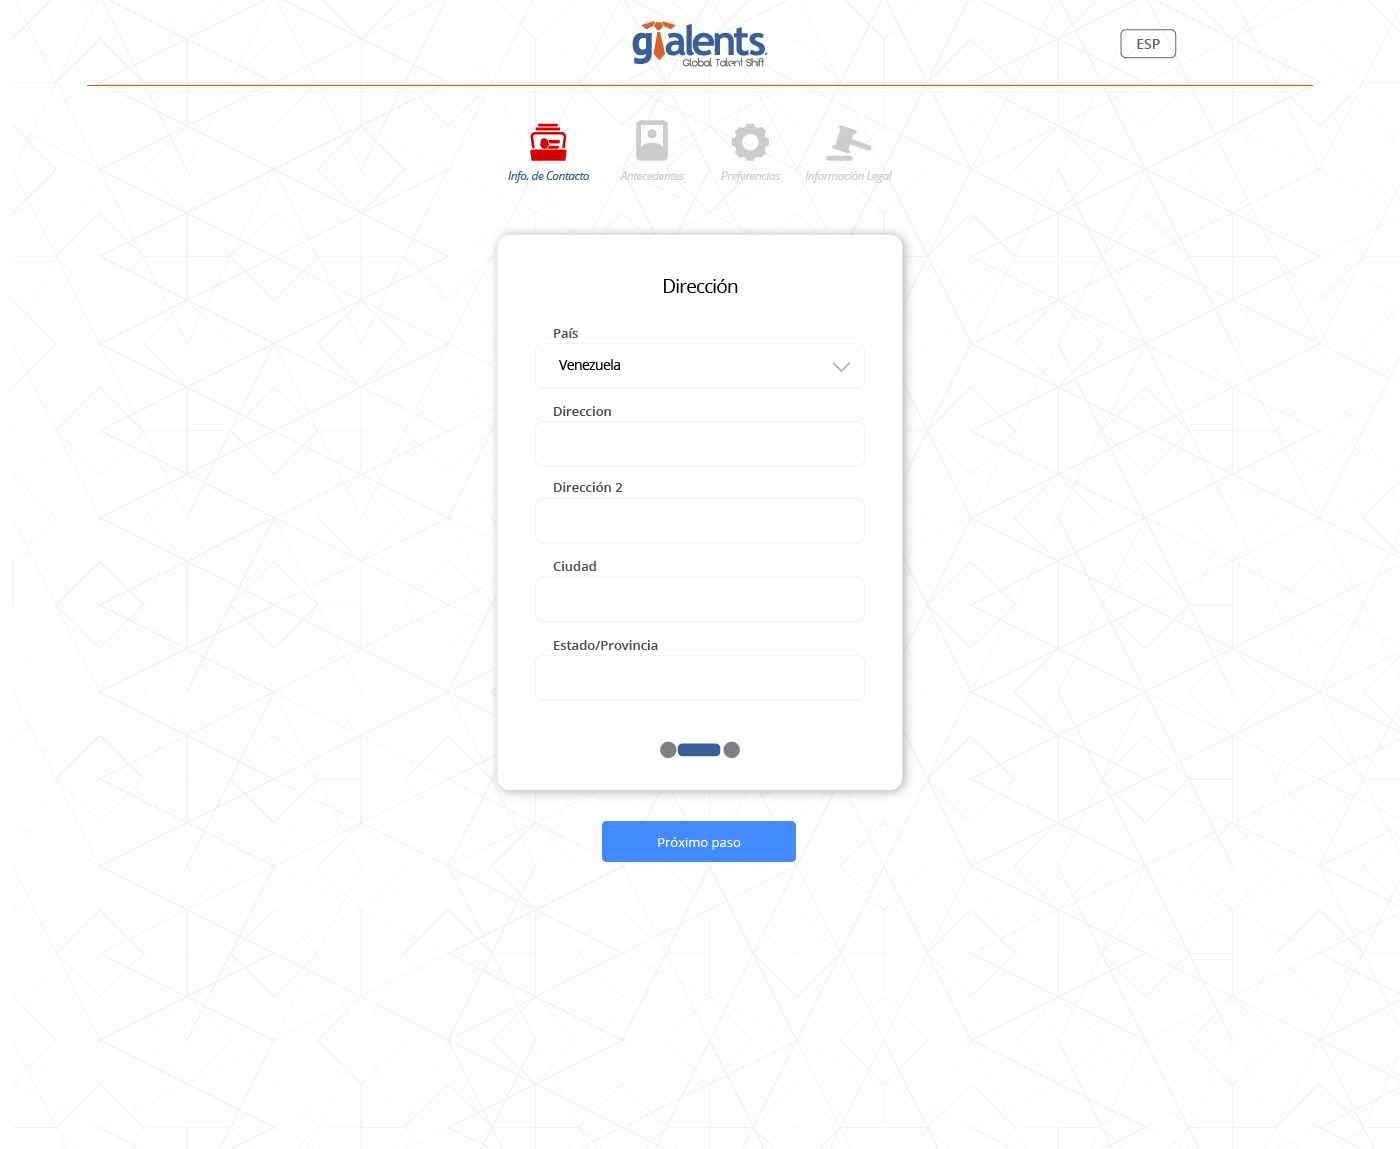 gtalents.
Global Talent Shift
ESP
Info. de Contacto
Antecedentes
Preferencias
Información Legal
Dirección
País
Venezuela
Direccion
Dirección 2
Ciudad
Estado/Provincia
Próximo paso